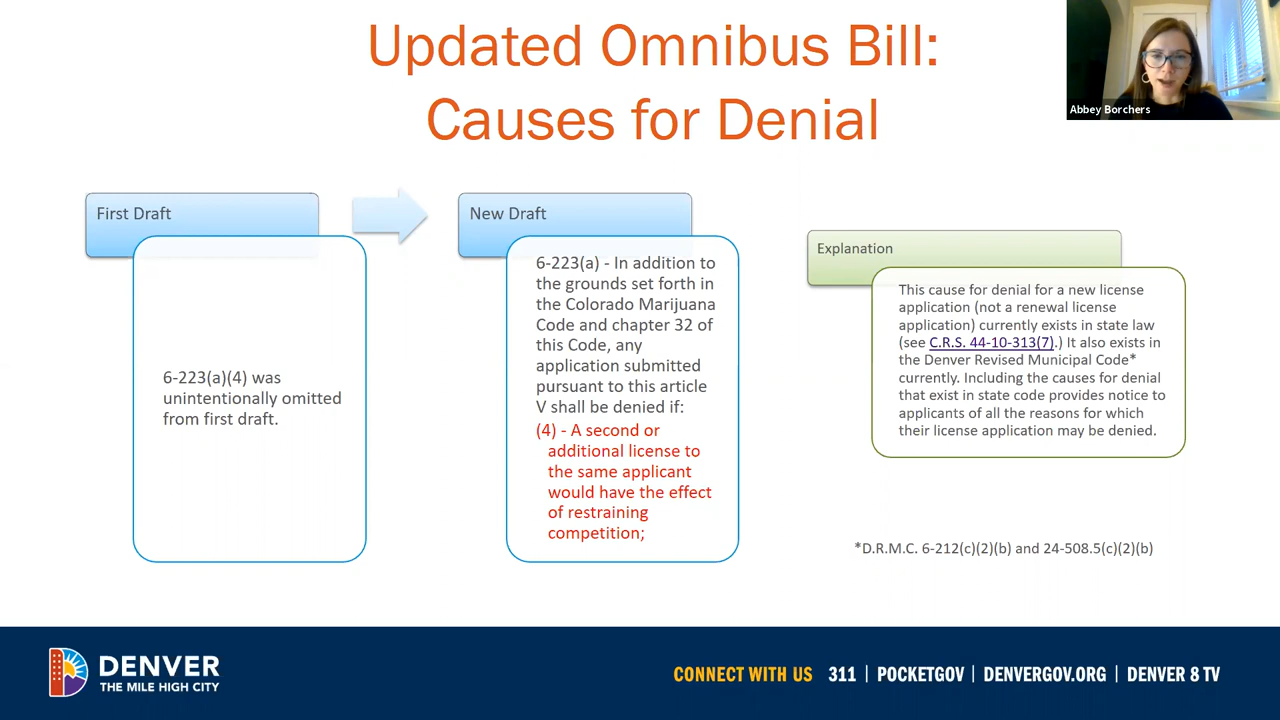 Updated Omnibus Bill:
Causes for Denial
Abbey Borchers
First Draft
6-223(a)(4) was
unintentionally omitted
from first draft.
New Draft
6-223(a) - In addition to
the grounds set forth in
the Colorado Marijuana
Code and chapter 32 of
this Code, any
application submitted
pursuant to this article
V shall be denied if:
(4) - A second or
additional license to
the same applicant
would have the effect
of restraining
competition;
Explanation
This cause for denial for a new license
application (not a renewal license
application) currently exists in state law
(see C.R.S. 44-10-313(7).) It also exists in
the Denver Revised Municipal Code*
currently. Including the causes for denial
that exist in state code provides notice to
applicants of all the reasons for which
their license application may be denied.
*D.R.M.C. 6-212(c)(2)(b) and 24-508.5(c)(2)(b)
DENVER
THE MILE HIGH CITY
CONNECT WITH US 311 | POCKETGOV | DENVERGOV.ORG | DENVER 8 TV